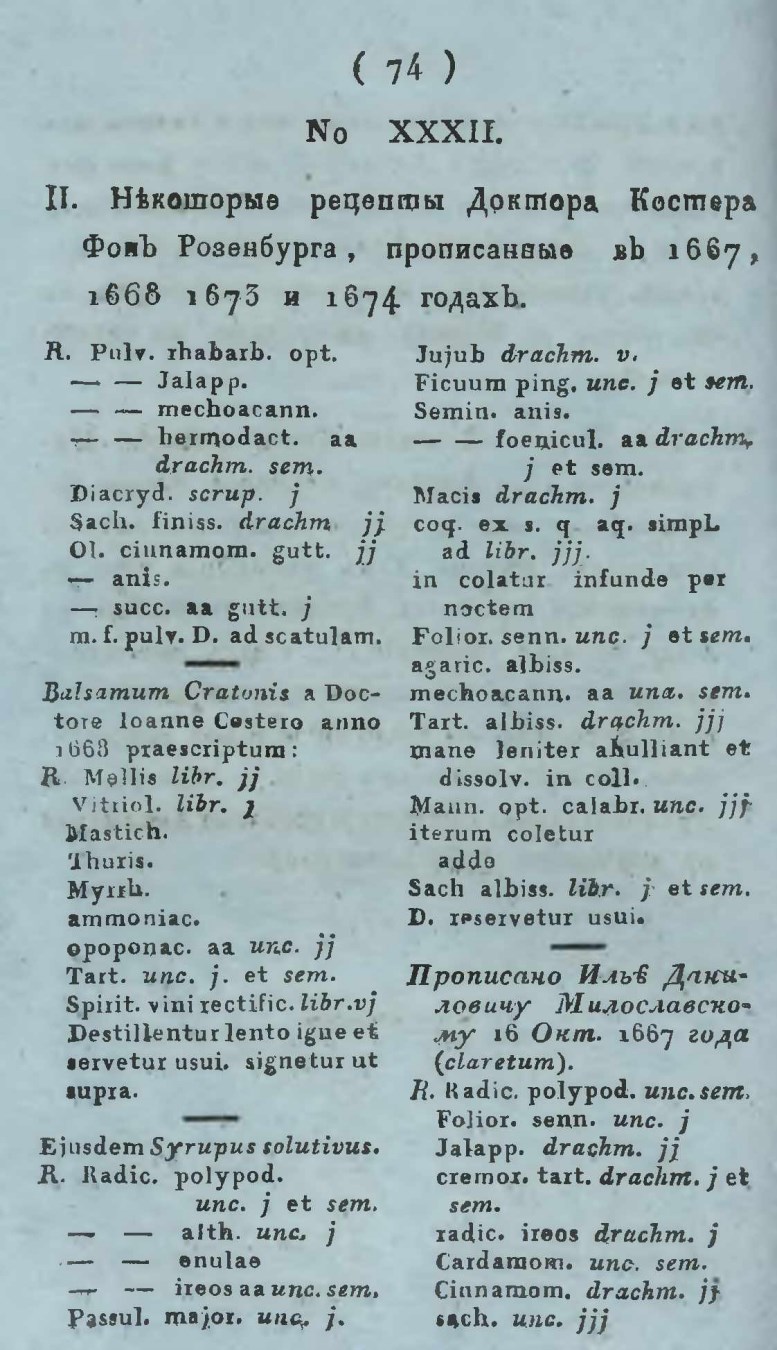 ( 74 )
No XXXII.
II. Нѣкоторые рецепты Доктора Костера
Фонъ Розенбурга, прописанные въ 1667,
1668 1673 и 1674 годахъ.
R. Pulv. rhabarb. opt.
— — Jalapp.
— — mechoacann.
— — hermodact. aa
drachm. sem.
Diacryd. scrup. j
Sach. finiss. drachm jj
Ol. cinnamom. gutt. jj
— anis.
— succ. aa gutt. j
m. f. pulv. D. ad scatulam.
Balsamum Cratonis a Doc-
tore Ioanne Costero anno
1668 praescriptum:
R. Mellis libr. jj
Vitriol. libr. j
Mastich.
Thuris.
Myrrh.
ammoniac.
opoponac. aa unc. jj
Tart. unc. j. et sem.
Spirit. vini rectific. libr. vj
Destillentur lento igne et
servetur usui. signetur ut
supra.
Ejusdem Syrupus solutivus.
R. Radic. polypod.
unc. j et sem.
— — alth. unc. j
— — enulae
— — ireos aa unc. sem.
Passul. major. unc. j.
Jujub drachm. v.
Ficuum ping. unc. j et sem.
Semin. anis.
— — foenicul. aa drachm.
j et sem.
Macis drachm. j
coq. ex s. q aq. simpl.
ad libr. jjj.
in colatur infunde per
noctem
Folior. senn. unc. j et sem.
agaric. albiss.
mechoacann. aa una. sem.
Tart. albiss. drachm. jjj
mane leniter abulliant et
dissolv. in coll.
Mann. opt. calabr. unc. jjj
iterum coletur
adde
Sach albiss. libr. j et sem.
D. reservetur usui.
Прописано Ильѣ Дани-
ловичу Милославско-
му 16 Окт. 1667 года
(claretum).
R. Radic. polypod. unc. sem.
Folior. senn. unc. j
Jalapp. drachm. jj
cremor. tart. drachm. j et
sem.
radic. ireos drachm. j
Cardamom. unc. sem.
Cinnamom. drachm. jj
sach. unc. jjj